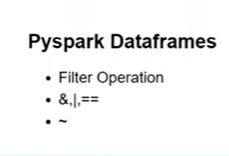 Pyspark Dataframes
• Filter Operation
• &,|,==
• ~